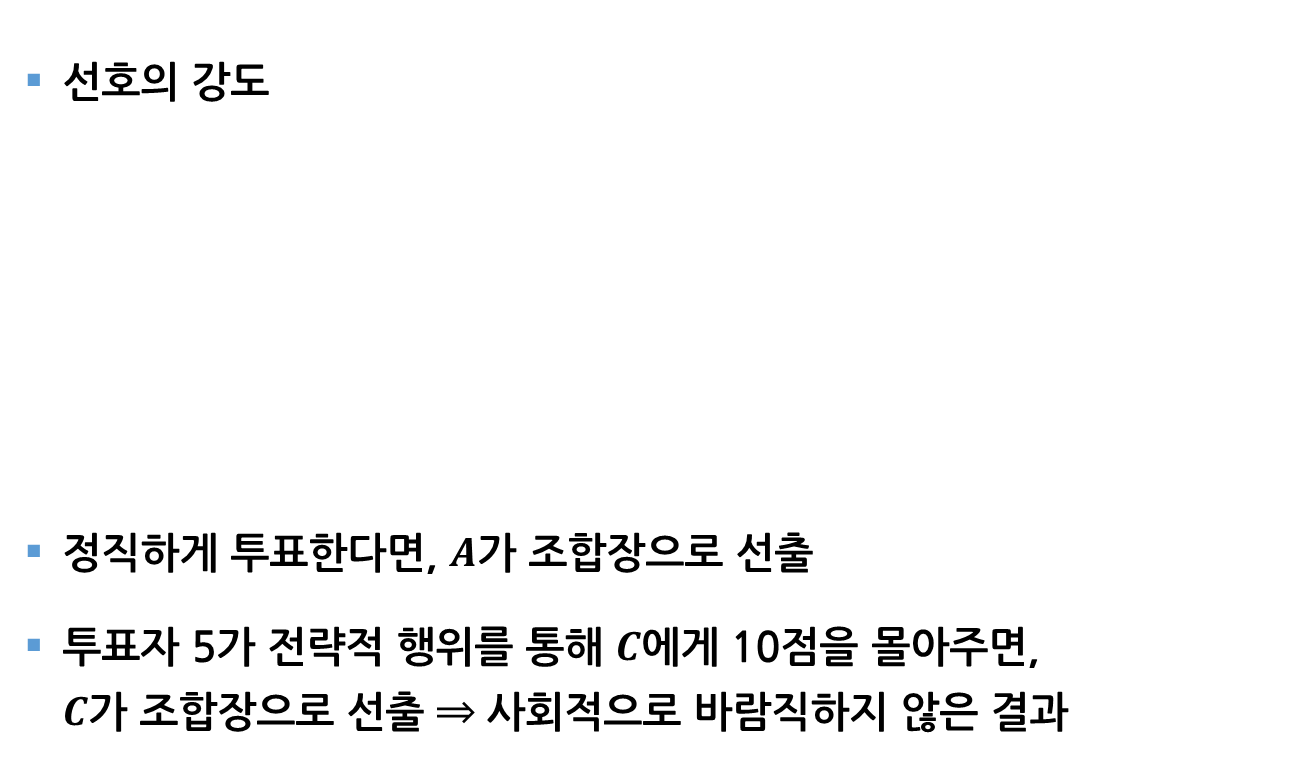 ▪ 선호의 강도
▪ 정직하게 투표한다면, A가 조합장으로 선출
▪ 투표자 5가 전략적 행위를 통해 C에게 10점을 몰아주면,
C가 조합장으로 선출 ⇒ 사회적으로 바람직하지 않은 결과